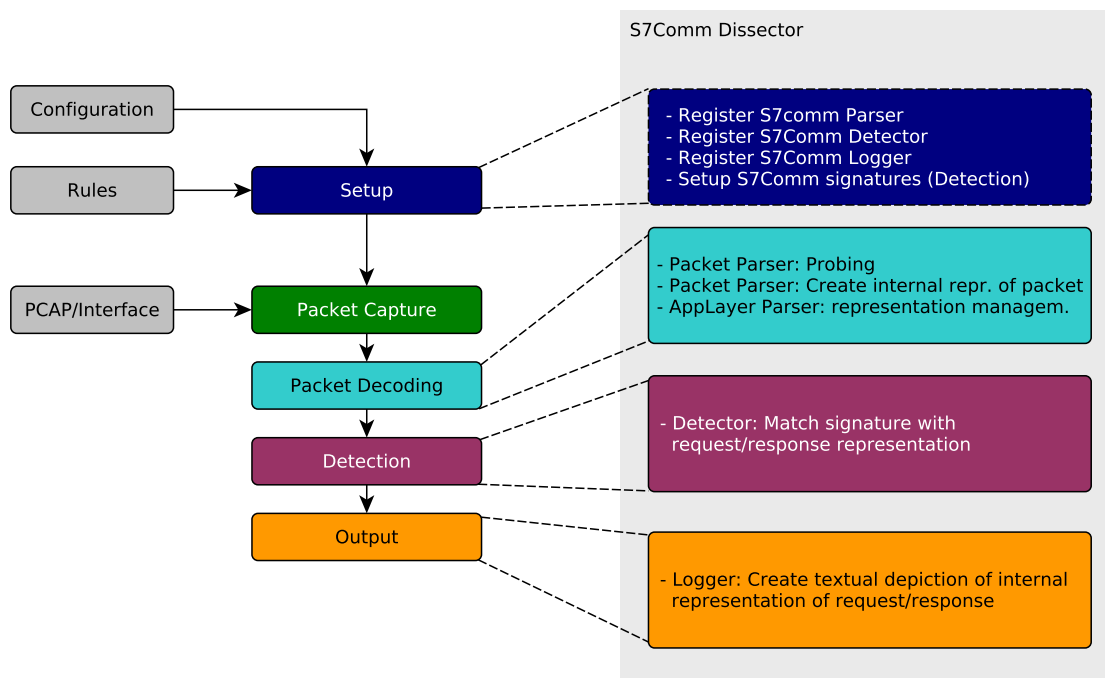 S7Comm Dissector
Configuration
Rules
Setup
- Register S7comm Parser
- Register S7Comm Detector
- Register S7Comm Logger
- Setup S7Comm signatures (Detection)
PCAP/Interface
Packet Capture
- Packet Parser: Probing
- Packet Parser: Create internal repr. of packet
- AppLayer Parser: representation managem.
Packet Decoding
Detection
- Detector: Match signature with
request/response representation
Output
- Logger: Create textual depiction of internal
representation of request/response